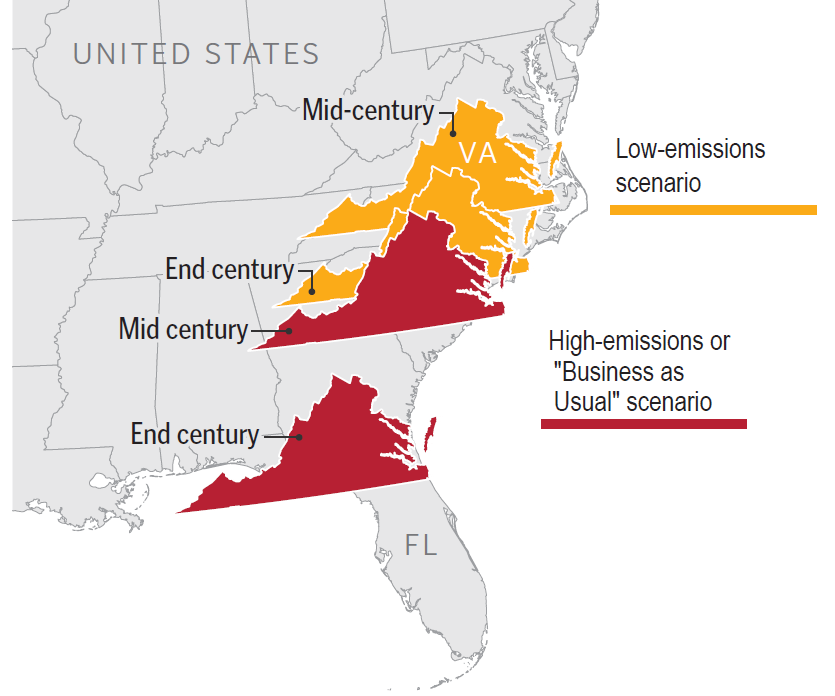 UNITED STATES
Mid-century
VA
Low-emissions
scenario
End century
Mid century
High-emissions or
"Business as
Usual" scenario
End century
FL